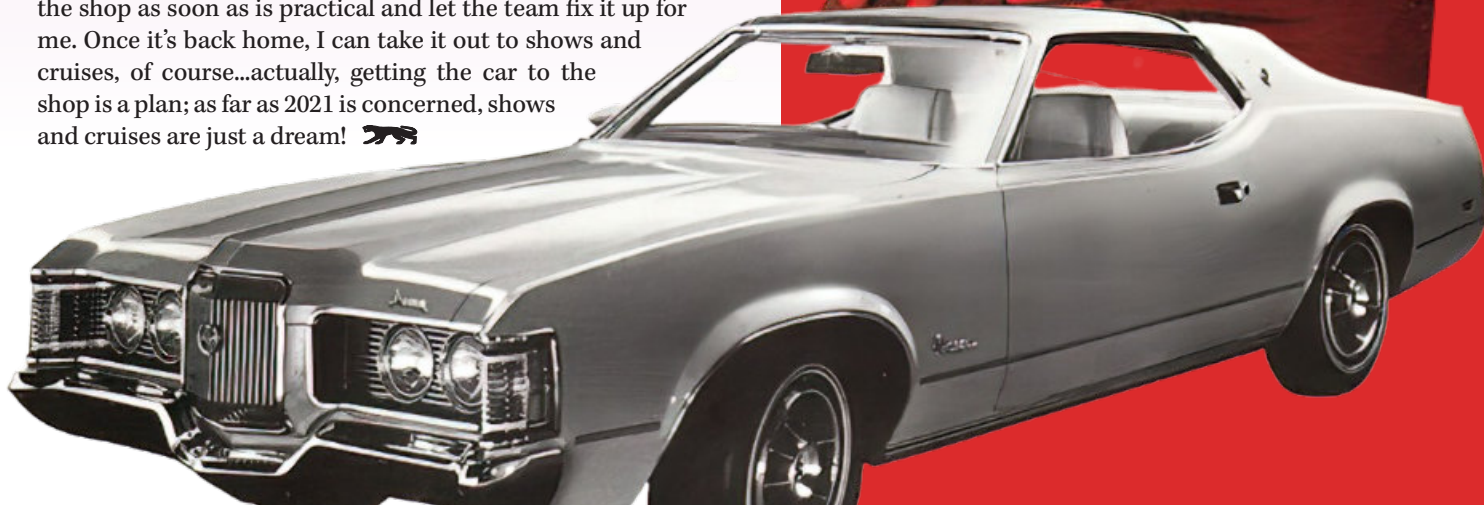 the shop as soon as is practical and let the team fix it up for
me. Once it’s back home, I can take it out to shows and
cruises, of course...actually, getting the car to the
shop is a plan; as far as 2021 is concerned, shows
and cruises are just a dream!